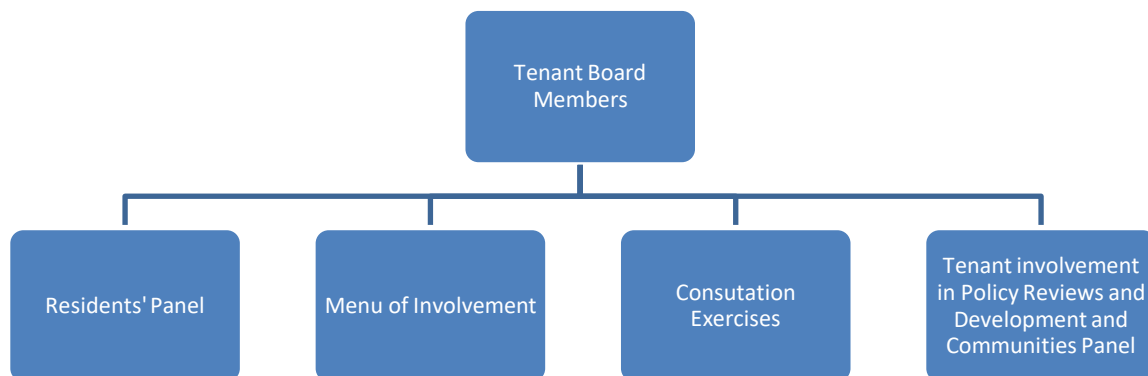 Tenant Board
Members
Residents' Panel
Menu of Involvement
Consutation
Exercises
Tenant involvement
in Policy Reviews and
Development and
Communities Panel